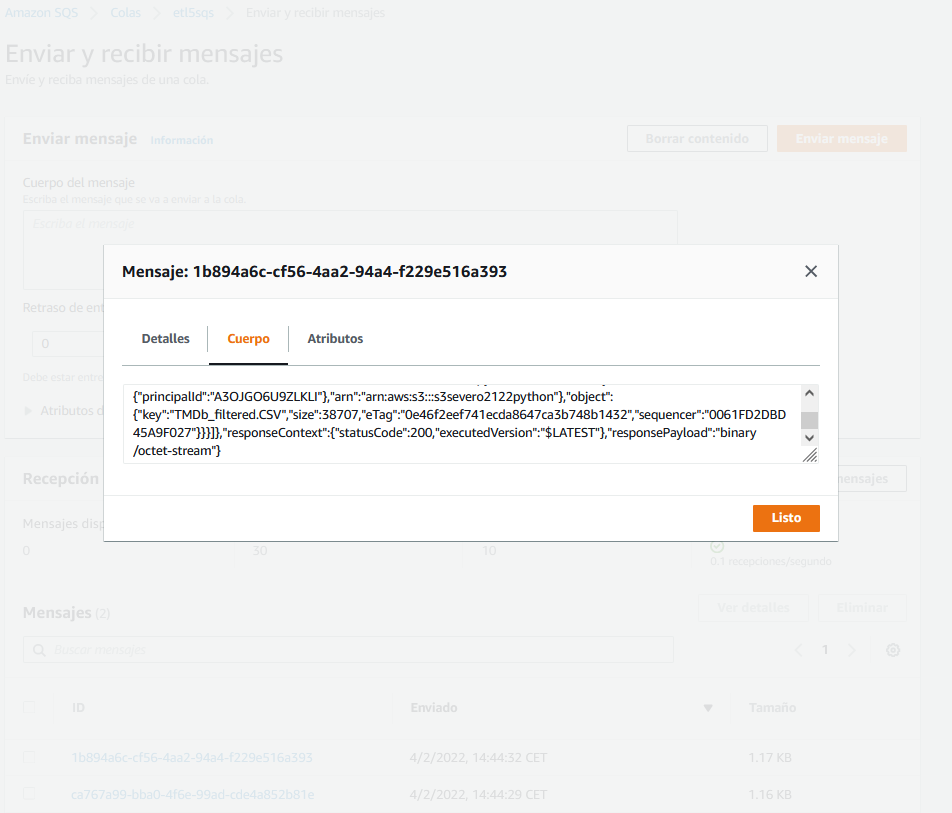 Amazon SQS > Colas > etl5sqs > Enviar y recibir mensajes
Enviar y recibir mensajes
Envíe y reciba mensajes de una cola.
Enviar mensaje Información Borrar contenido Enviar mensaje
Cuerpo del mensaje
Escriba el mensaje que se va a enviar a la cola.
Escriba el mensaje
Mensaje: 1b894a6c-cf56-4aa2-94a4-f229e516a393
Retraso de ent
Detalles Cuerpo Atributos
0
Debe estar entre
{"principalId":"A3OJGO6U9ZLKLI"},"arn":"arn:aws:s3:::s3severo2122python"},"object":
{"key":"TMDb_filtered.CSV","size":38707,"eTag":"0e46f2eef741ecda8647ca3b748b1432","sequencer":"0061FD2DBD
45A9F027"}}}]},"responseContext":{"statusCode":200,"executedVersion":"$LATEST"},"responsePayload":"binary
/octet-stream"}
Atributos d
Recepción mensajes
Listo
Mensajes disp
0 30 10
0.1 recepciones/segundo
Mensajes (2) Ver detalles Eliminar
Buscar mensajes 1
ID Enviado Tamaño
1b894a6c-cf56-4aa2-94a4-f229e516a393 4/2/2022, 14:44:32 CET 1.17 KB
ca767a99-bba0-4f6e-99ad-cde4a852b81e 4/2/2022, 14:44:29 CET 1.16 KB